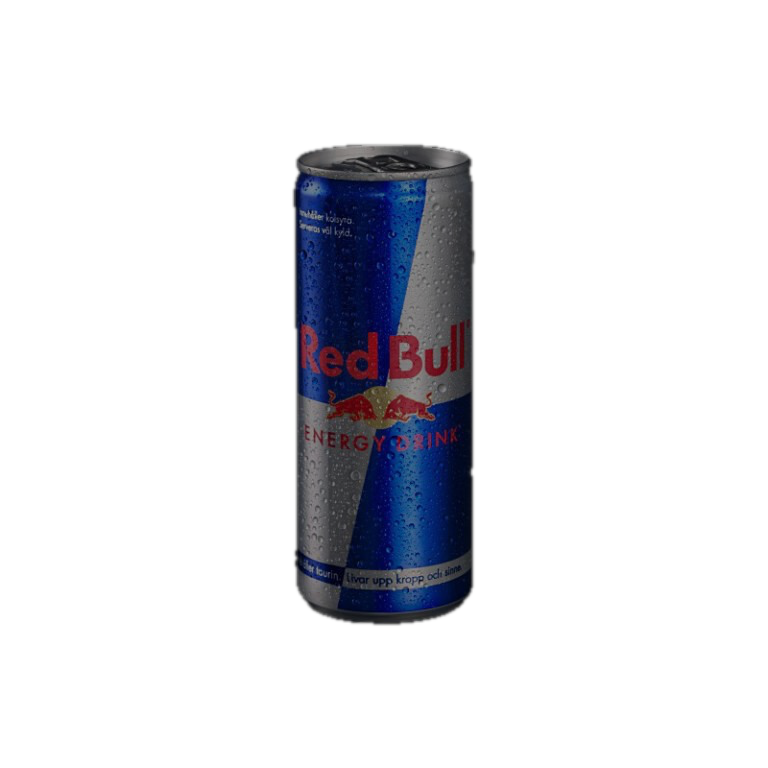 kolsyra.
Serveras väl kyld.
Red Bull
ENERGY DRINK
taurin. Livar upp kropp och sinne.